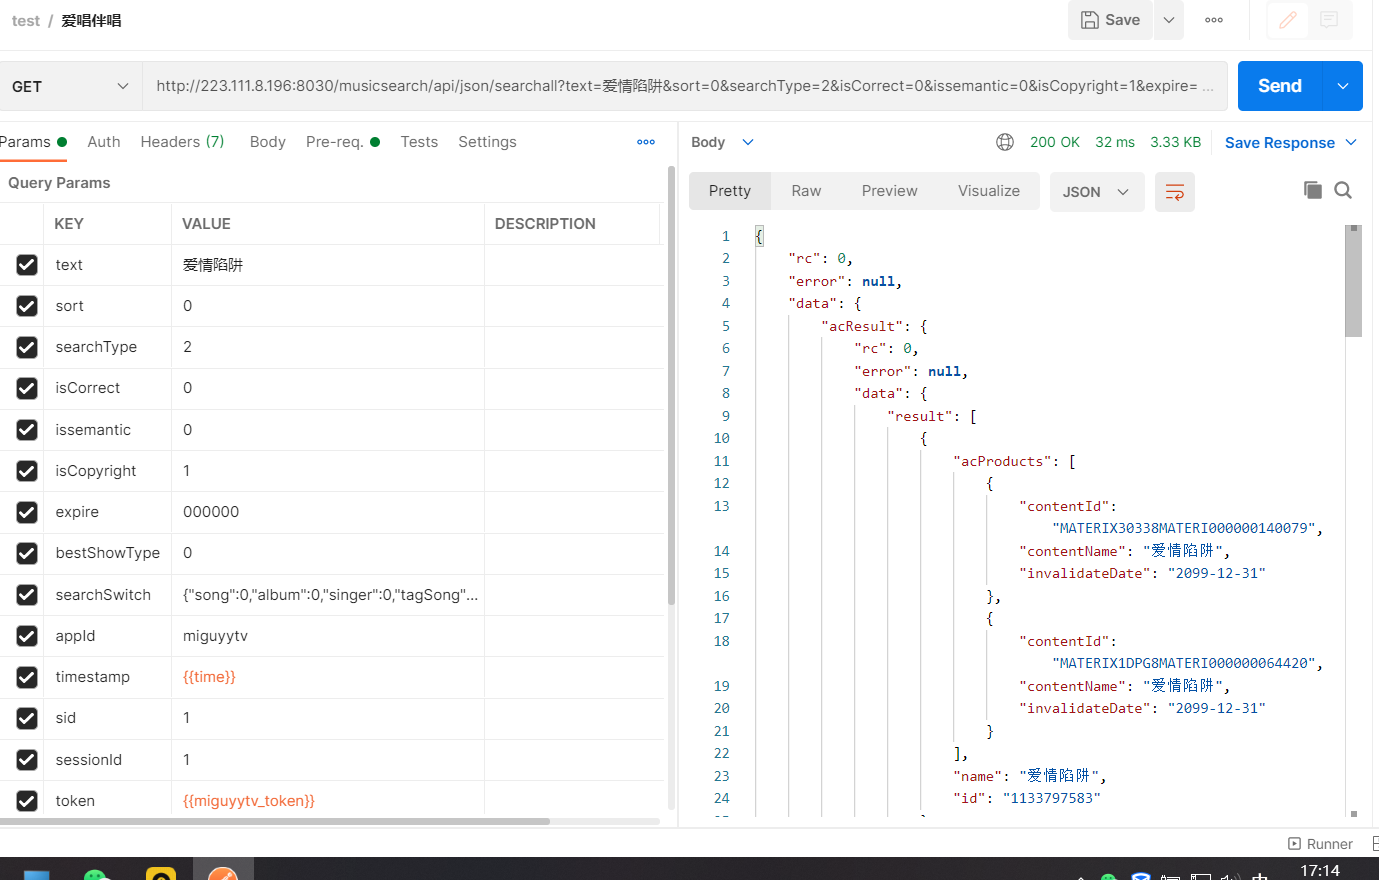 test / 爱唱伴唱
Save
GET
http://223.111.8.196:8030/musicsearch/api/json/searchall?text=爱情陷阱&sort=0&searchType=2&isCorrect=0&issemantic=0&isCopyright=1&expire= ...
Send
Params Auth Headers (7) Body Pre-req. Tests Settings
Body 200 OK 32 ms 3.33 KB Save Response
Query Params
Pretty Raw Preview Visualize JSON
KEY VALUE DESCRIPTION
text 爱情陷阱
sort 0
searchType 2
isCorrect 0
issemantic 0
isCopyright 1
expire 000000
bestShowType 0
searchSwitch {"song":0,"album":0,"singer":0,"tagSong"...
appId miguyytv
timestamp {{time}}
sid 1
sessionId 1
token {{miguyytv_token}}
1 {
2 "rc": 0,
3 "error": null,
4 "data": {
5 "acResult": {
6 "rc": 0,
7 "error": null,
8 "data": {
9 "result": [
10 {
11 "acProducts": [
12 {
13 "contentId":
"MATERIX30338MATERI000000140079",
14 "contentName": "爱情陷阱",
15 "invalidateDate": "2099-12-31"
16 },
17 {
18 "contentId":
"MATERIX1DPG8MATERI000000064420",
19 "contentName": "爱情陷阱",
20 "invalidateDate": "2099-12-31"
21 }
22 ],
23 "name": "爱情陷阱",
24 "id": "1133797583"
Runner
17:14